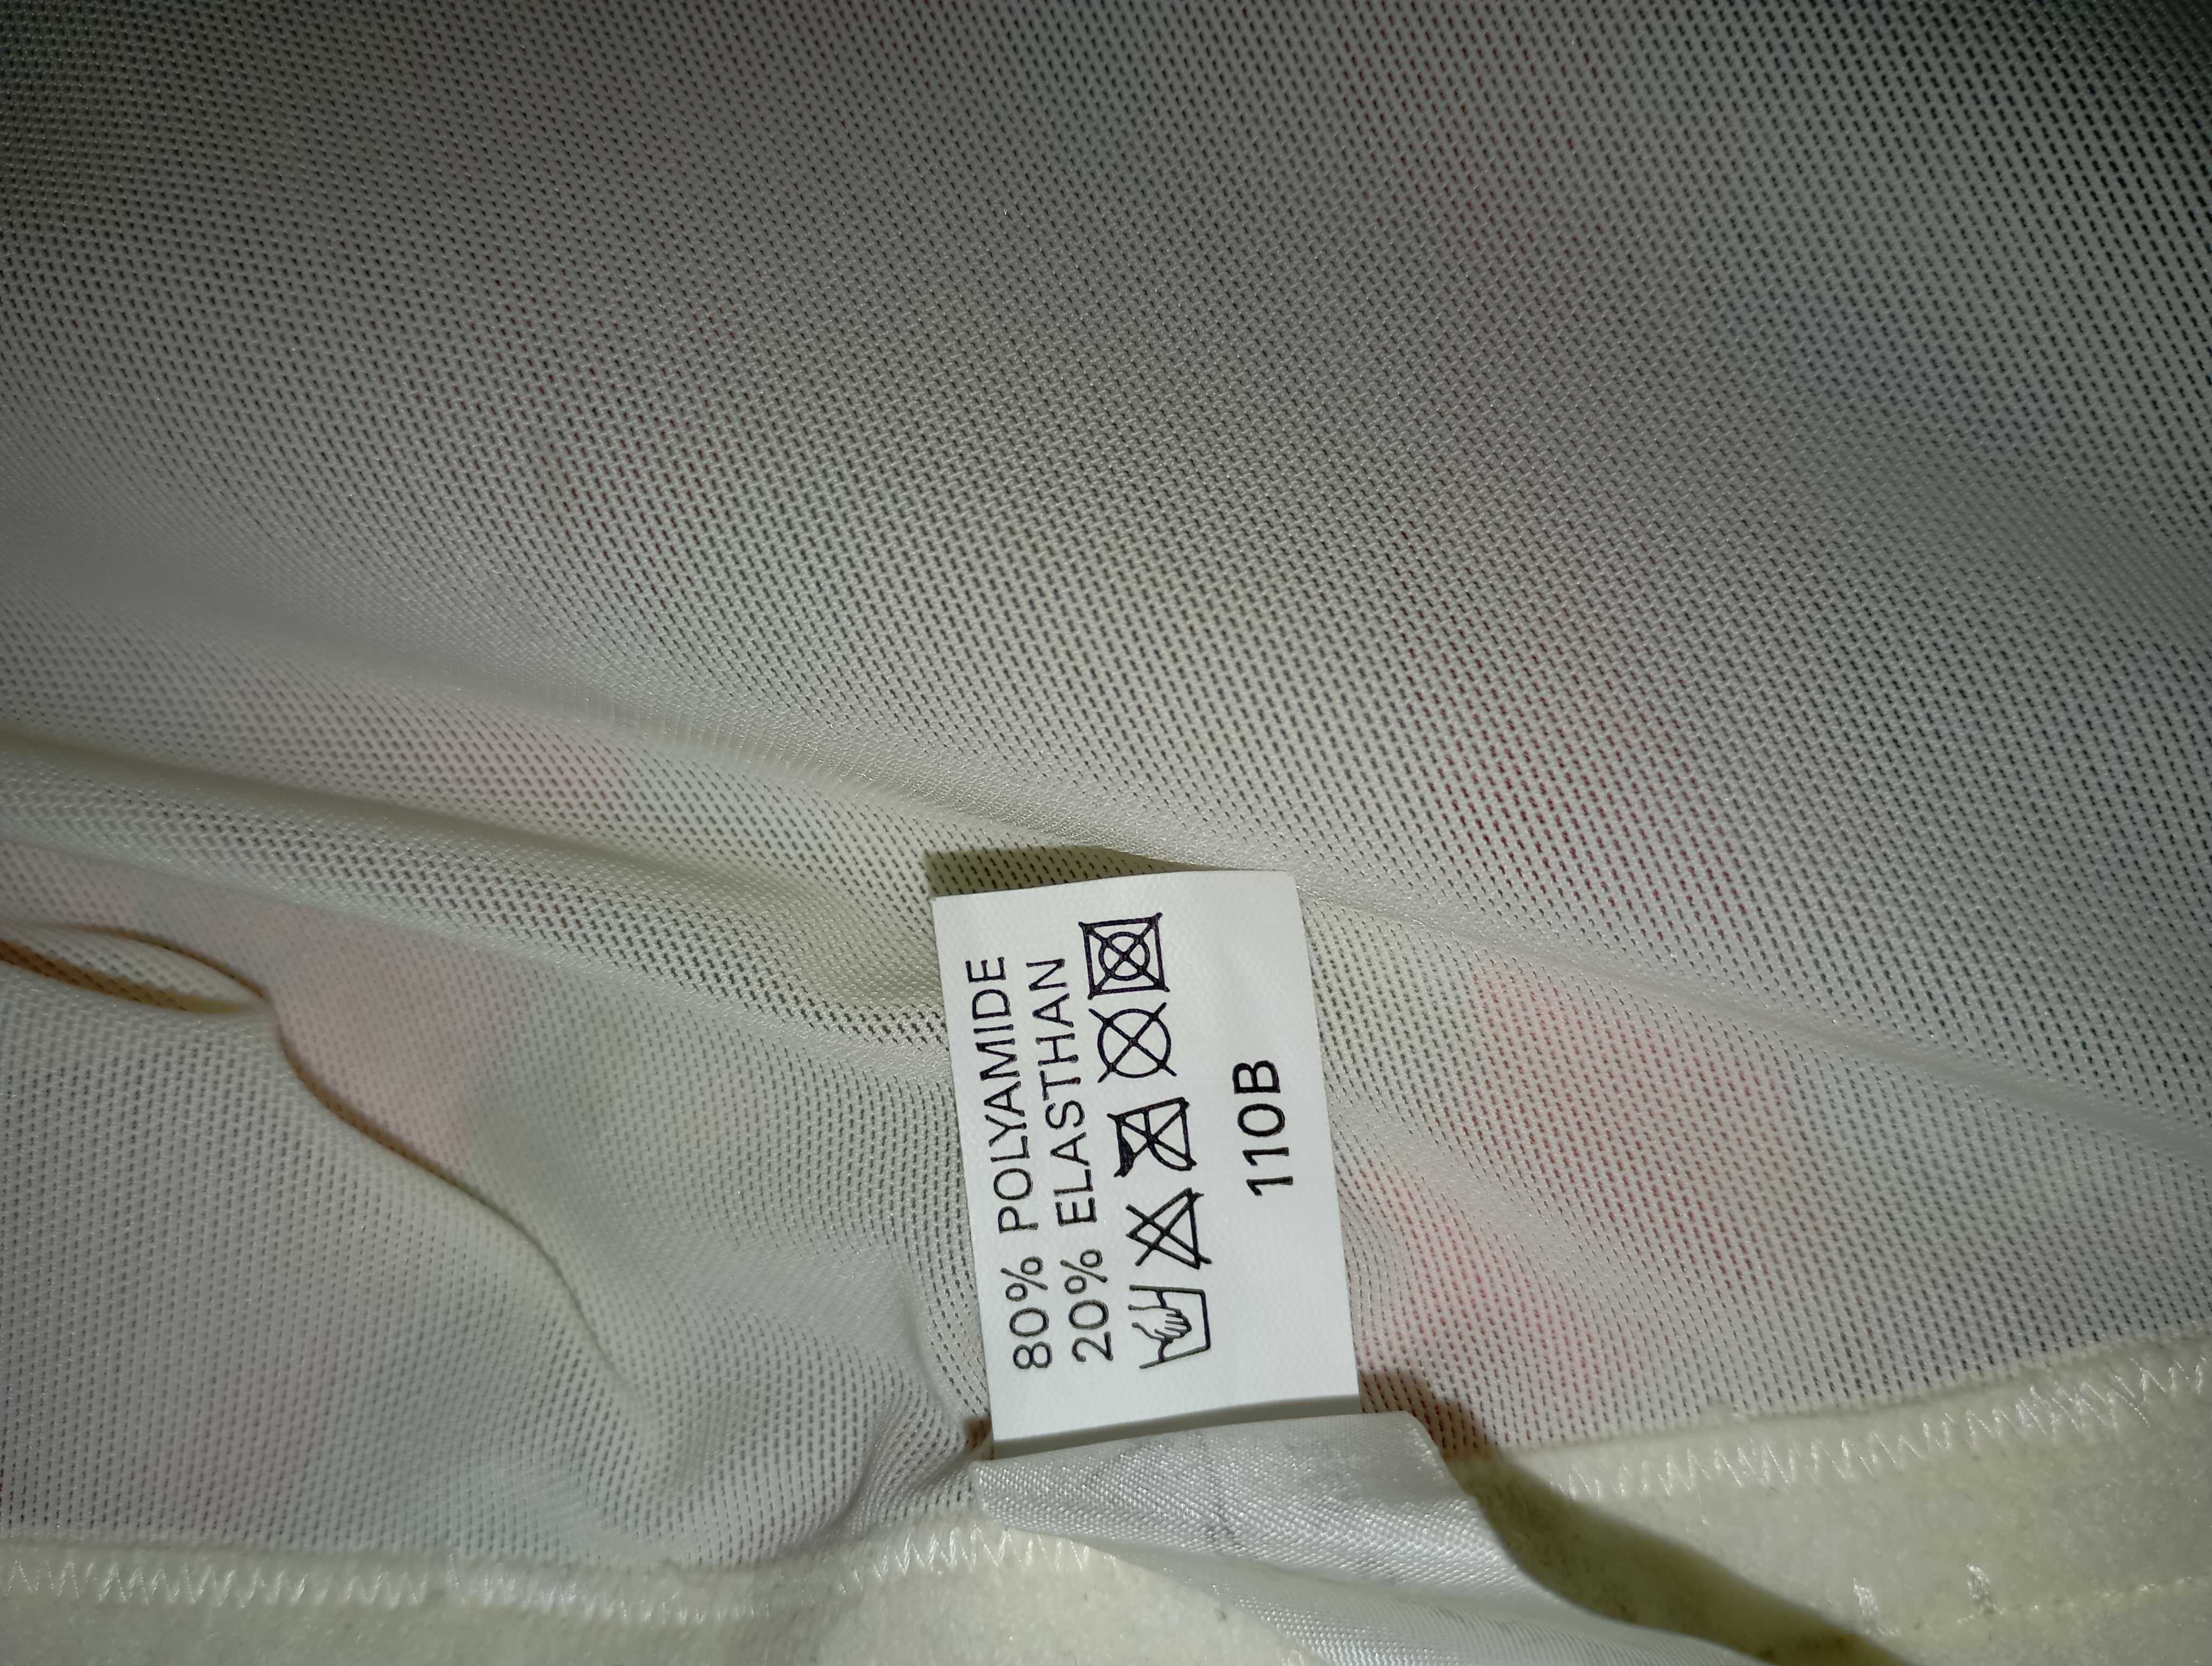 80% POLYAMIDE
20% ELASTHAN
110B